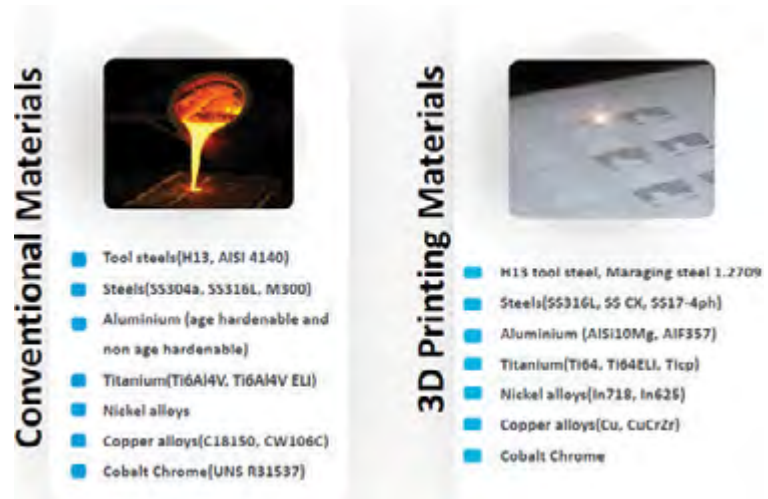 Conventional Materials
Tool steels(H13, AISI 4140)
Steels(SS304a, SS316L, M300)
Aluminium (age hardenable and
non age hardenable)
Titanium(Ti6Al4V, Ti6Al4V ELI)
Nickel alloys
Copper alloys(C18150, CW106C)
Cobalt Chrome(UNS R31537)
3D Printing Materials
H13 tool steel, Maraging steel 1.2709
Steels(SS316L, SS CX, SS17-4ph)
Aluminium (AlSi10Mg, AlF357)
Titanium(Ti64, Ti64ELI, Ticp)
Nickel alloys(In718, In625)
Copper alloys(Cu, CuCrZr)
Cobalt Chrome